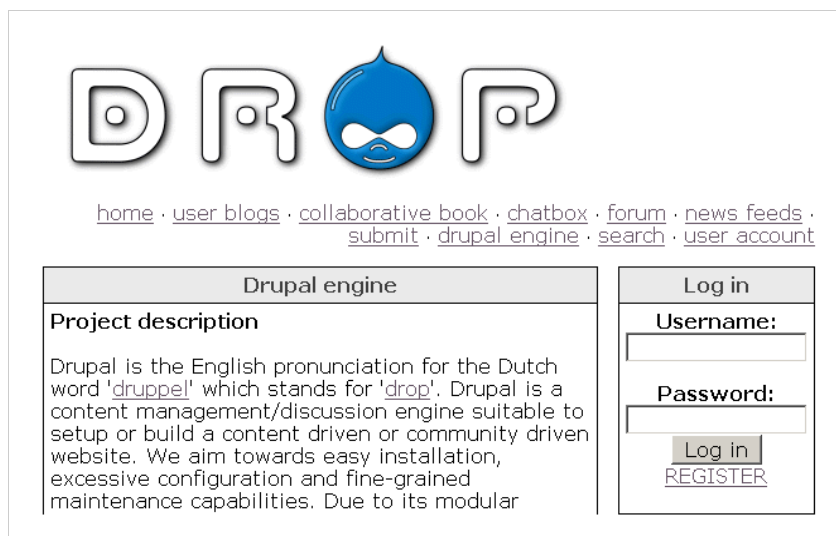 DROP
home · user blogs · collaborative book · chatbox · forum · news feeds ·
submit · drupal engine · search · user account
Drupal engine
Project description
Drupal is the English pronunciation for the Dutch
word 'druppel' which stands for 'drop'. Drupal is a
content management/discussion engine suitable to
setup or build a content driven or community driven
website. We aim towards easy installation,
excessive configuration and fine-grained
maintenance capabilities. Due to its modular
Log in
Username:
Password:
Log in
REGISTER